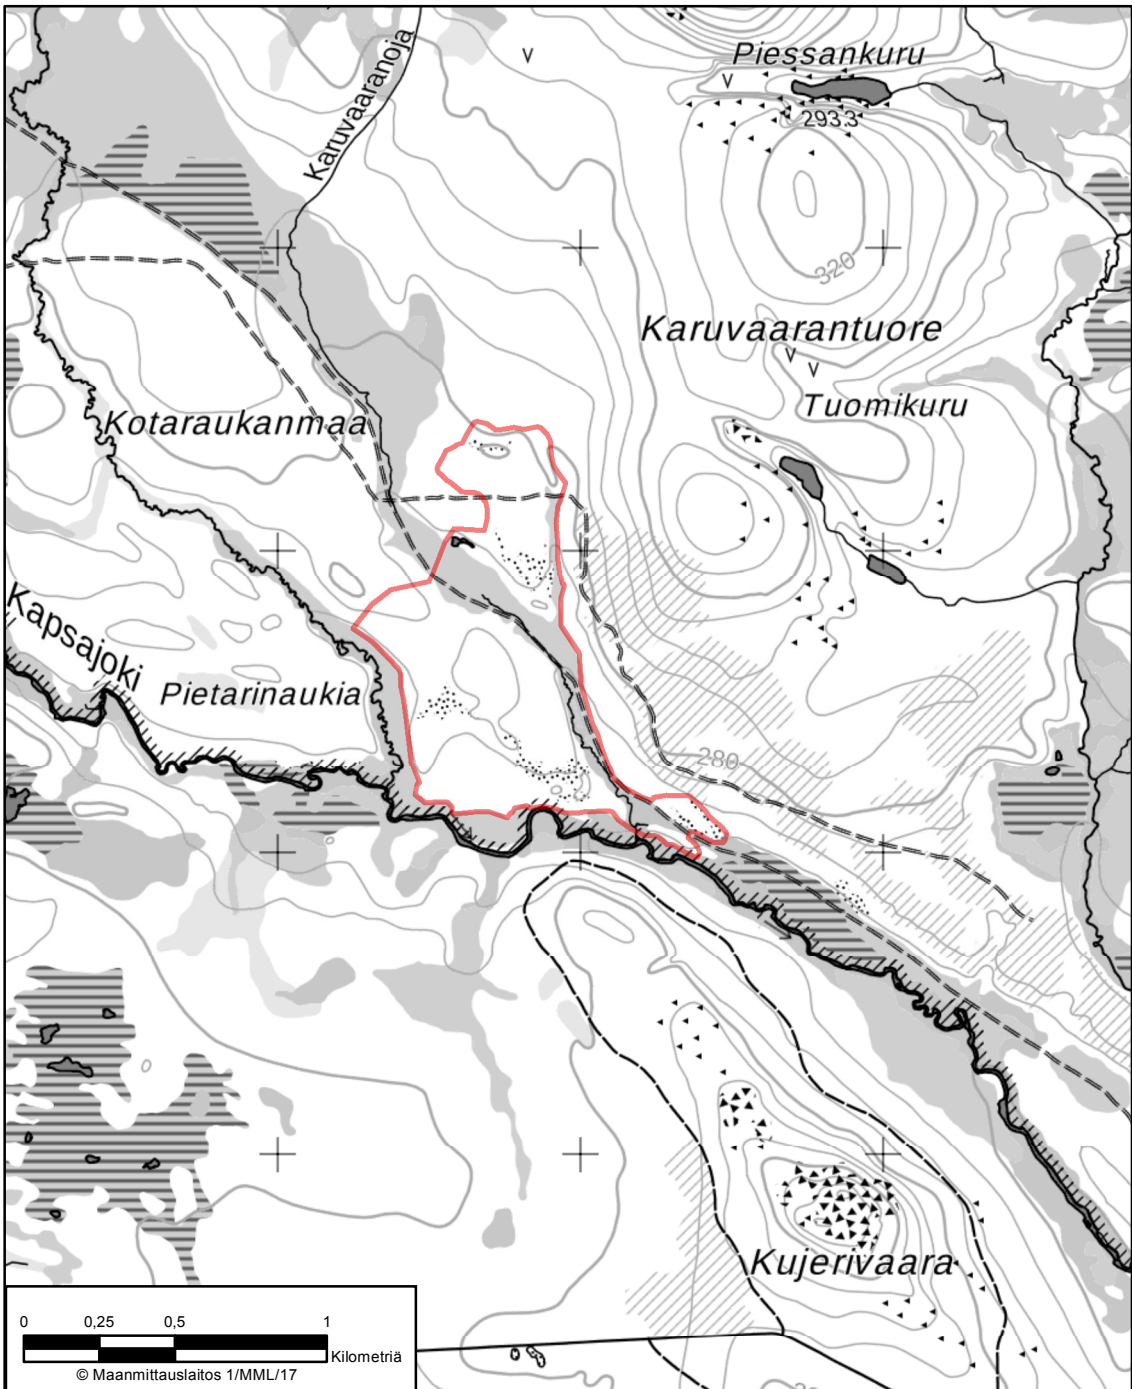 Piessankuru
Karuvaaranoja
293.3
320
Karuvaarantuore
Tuomikuru
Kotaraukanmaa
Kapsajoki
Pietarinaukia
280
Kujerivaara
0 0,25 0,5 1
Kilometriä
© Maanmittauslaitos 1/MML/17